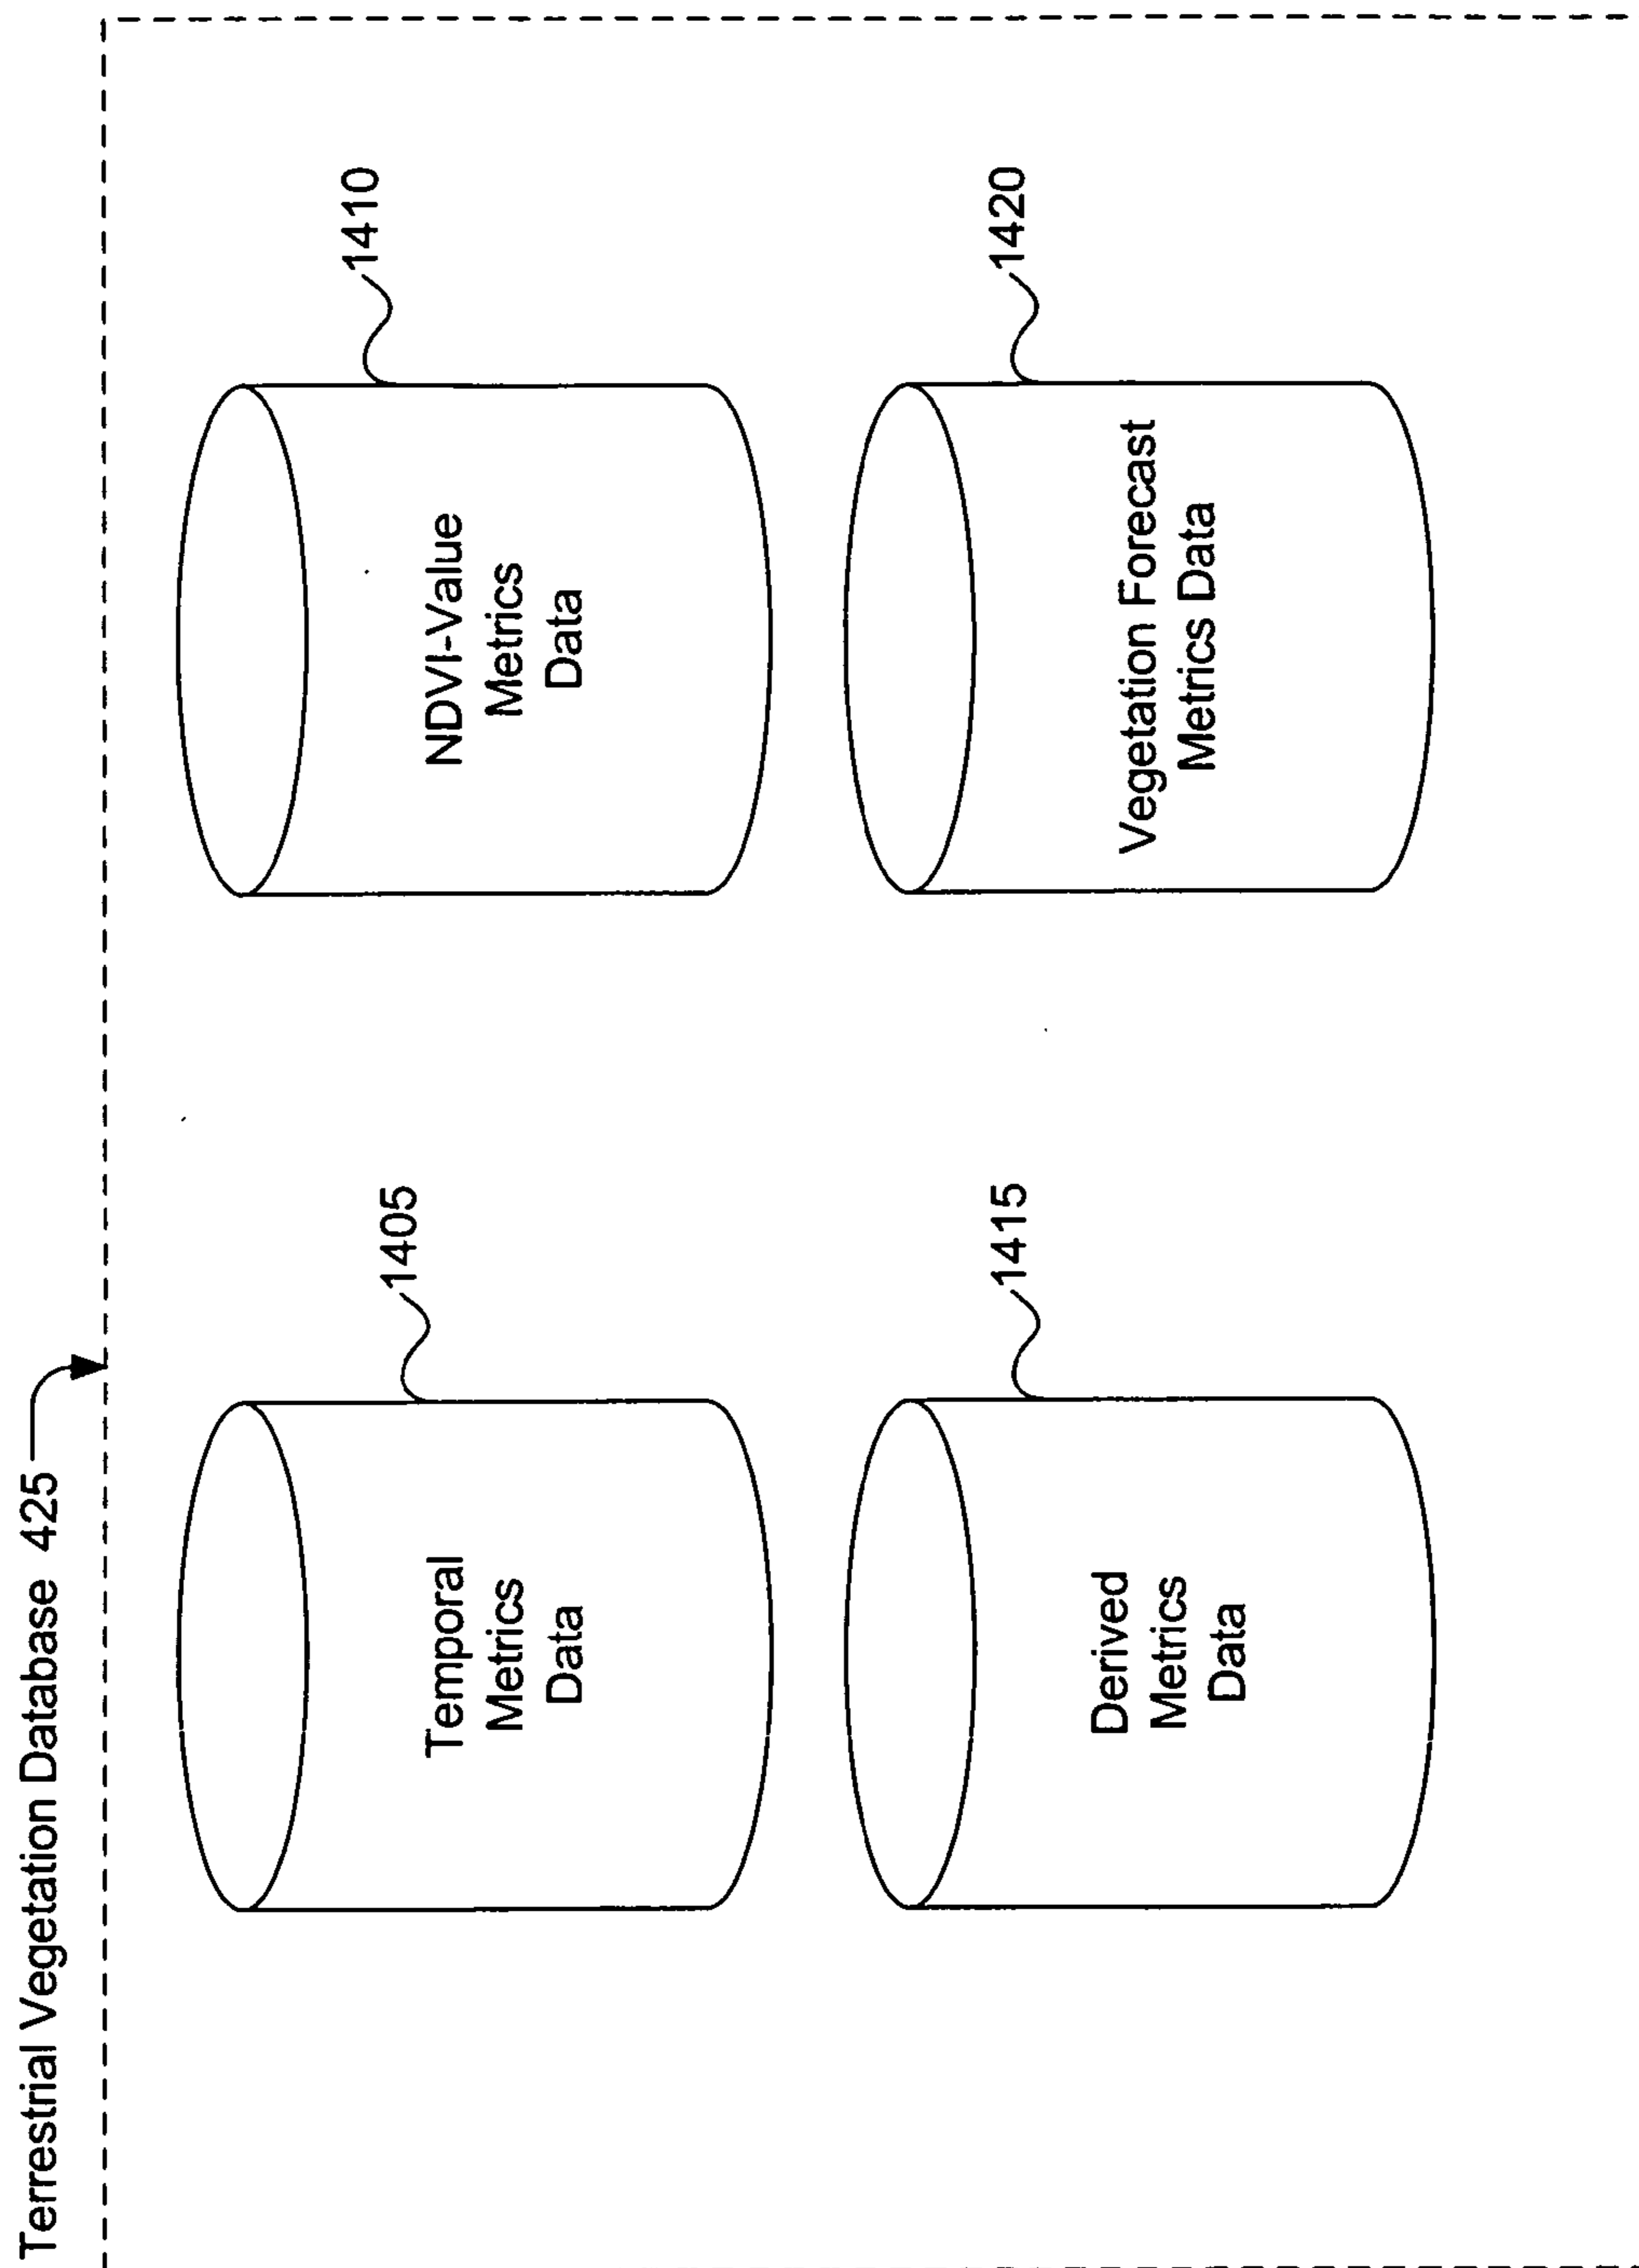 Terrestrial Vegetation Database 425
Temporal
Metrics
Data
1405
NDVI-Value
Metrics
Data
1410
Derived
Metrics
Data
1415
Vegetation Forecast
Metrics Data
1420